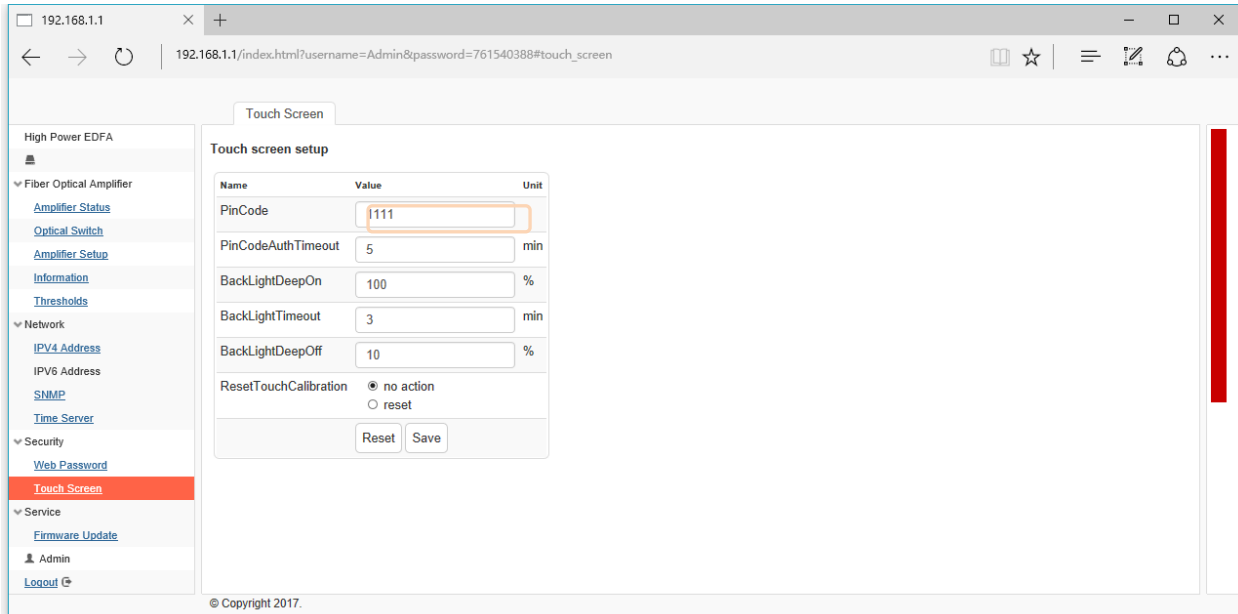 192.168.1.1
192.168.1.1/index.html?username=Admin&password=761540388#touch_screen
Touch Screen
High Power EDFA
Fiber Optical Amplifier
Amplifier Status
Optical Switch
Amplifier Setup
Information
Thresholds
Network
IPV4 Address
IPV6 Address
SNMP
Time Server
Security
Web Password
Touch Screen
Service
Firmware Update
Admin
Logout
Touch screen setup
Name Value Unit
PinCode 1111
PinCodeAuthTimeout 5 min
BackLightDeepOn 100 %
BackLightTimeout 3 min
BackLightDeepOff 10 %
ResetTouchCalibration no action
reset
Reset Save
© Copyright 2017.